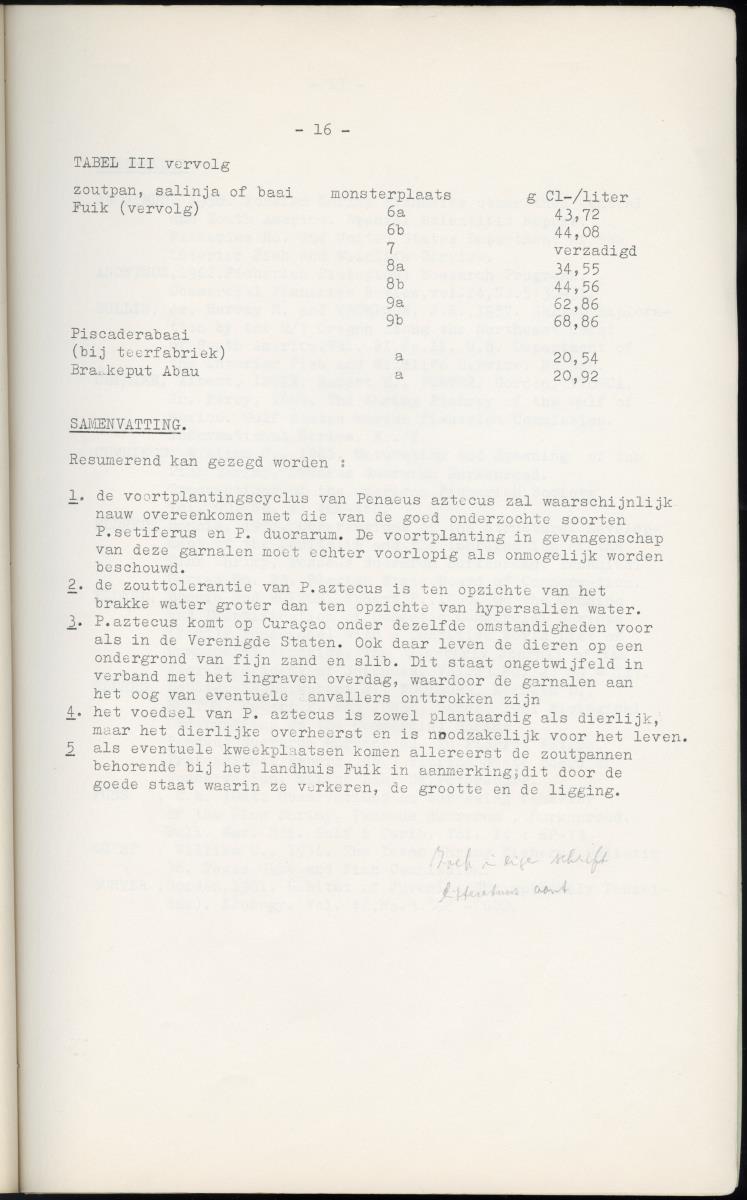 - 16 -
TABEL III vervolg
zoutpan, salinja of baai monsterplaats g Cl-/liter
Fuik (vervolg) 6a 43,72
6b 44,08
7 verzadigd
8a 34,55
8b 44,56
9a 62,86
9b 68,86
Piscaderabaai
(bij teerfabriek) a 20,54
Brakkeput Abau a 20,92
SAMENVATTING.
Resumerend kan gezegd worden :
1. de voortplantingscyclus van Penaeus aztecus zal waarschijnlijk
nauw overeenkomen met die van de goed onderzochte soorten
P.setiferus en P. duorarum. De voortplanting in gevangenschap
van deze garnalen moet echter voorlopig als onmogelijk worden
beschouwd.
2. de zouttolerantie van P.aztecus is ten opzichte van het
brakke water groter dan ten opzichte van hypersalien water.
3. P.aztecus komt op Curaçao onder dezelfde omstandigheden voor
als in de Verenigde Staten. Ook daar leven de dieren op een
ondergrond van fijn zand en slib. Dit staat ongetwijfeld in
verband met het ingraven overdag, waardoor de garnalen aan
het oog van eventuele aanvallers onttrokken zijn
4. het voedsel van P. aztecus is zowel plantaardig als dierlijk,
maar het dierlijke overheerst en is noodzakelijk voor het leven.
5 als eventuele kweekplaatsen komen allereerst de zoutpannen
behorende bij het landhuis Fuik in aanmerking;dit door de
goede staat waarin ze verkeren, de grootte en de ligging.
schrift